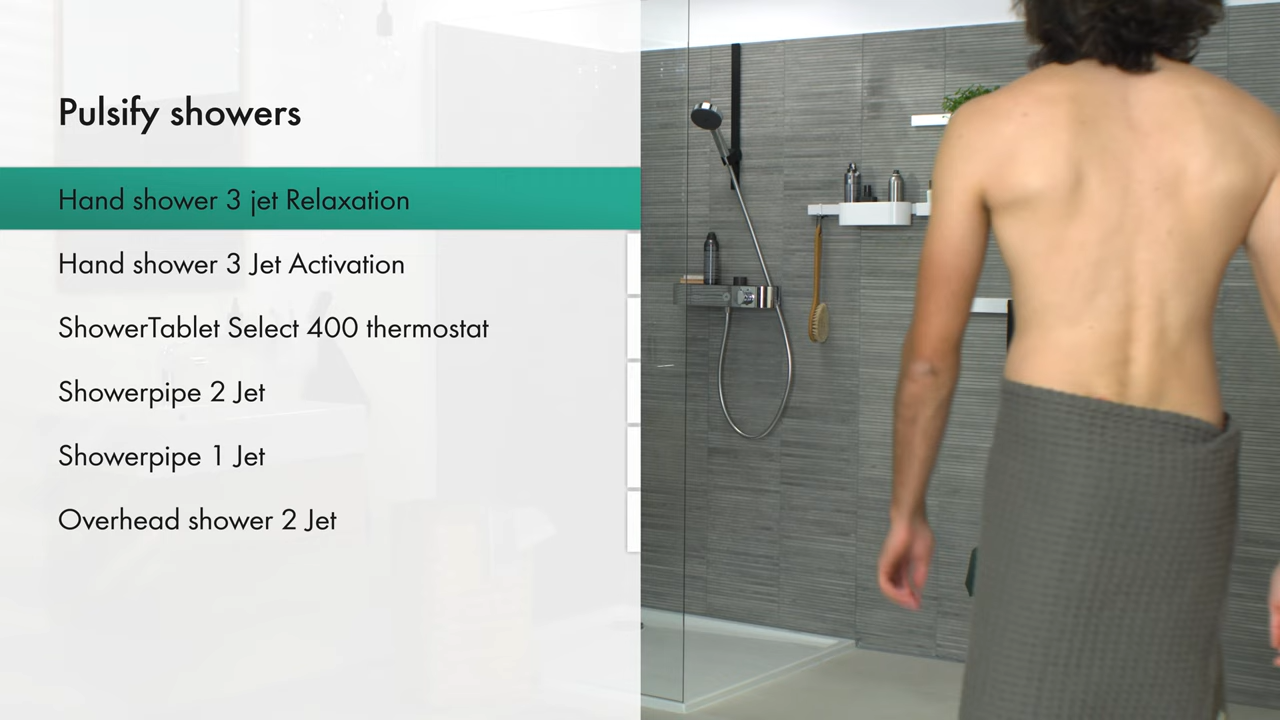 Pulsify showers
Hand shower 3 jet Relaxation
Hand shower 3 Jet Activation
ShowerTablet Select 400 thermostat
Showerpipe 2 Jet
Showerpipe 1 Jet
Overhead shower 2 Jet